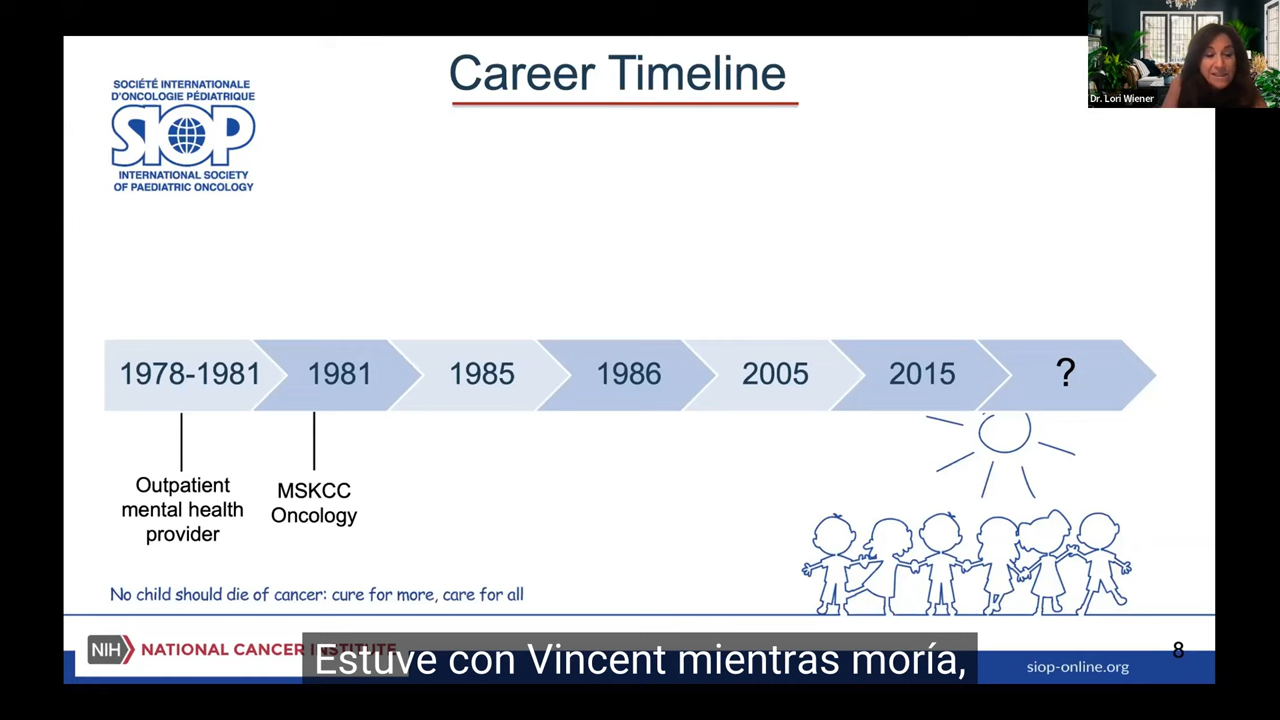 Career Timeline
Dr. Lori Wiener
SOCIÉTÉ INTERNATIONALE
D'ONCOLOGIE PÉDIATRIQUE
SIOP
INTERNATIONAL SOCIETY
OF PAEDIATRIC ONCOLOGY
1978-1981 1981 1985 1986 2005 2015 ?
Outpatient
mental health
provider
MSKCC
Oncology
No child should die of cancer: cure for more, care for all
NIH NATIONAL CANCER INSTITUTE
Estuve con Vincent mientras moría,
8
siop-online.org